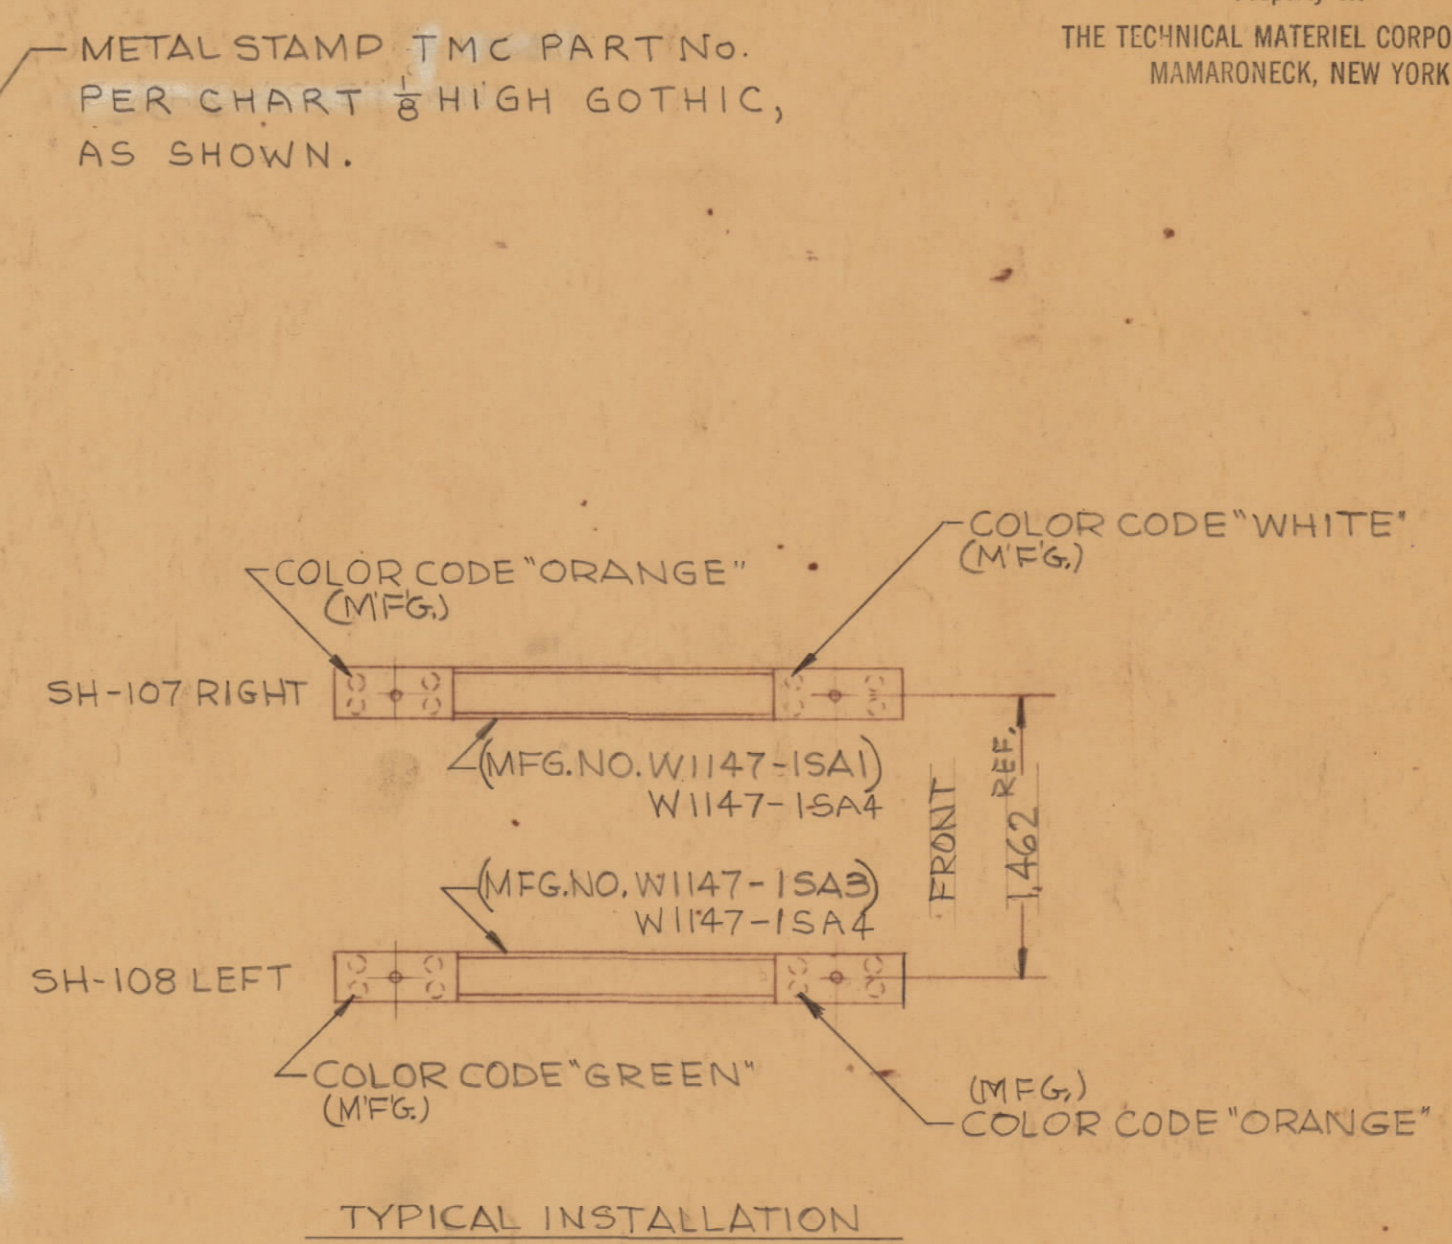 METAL STAMP TMC PART No.
PER CHART 1/8 HIGH GOTHIC,
AS SHOWN.
THE TECHNICAL MATERIEL CORPO
MAMARONECK, NEW YORK
COLOR CODE "WHITE"
(M'F'G.)
COLOR CODE "ORANGE"
(M'F'G.)
SH-107 RIGHT
(MFG. NO. W1147-1SA1)
W1147-1SA4
FRONT
1.462 REF.
(MFG. NO. W1147-1SA3)
W1147-1SA4
SH-108 LEFT
COLOR CODE "GREEN"
(M'F'G.)
(MFG.)
COLOR CODE "ORANGE"
TYPICAL INSTALLATION